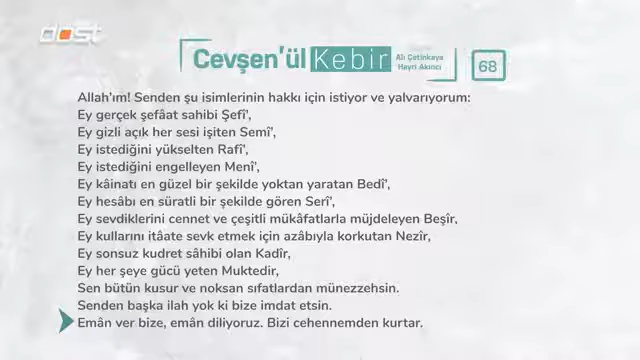 dost
Cevşen'ül Kebir
Ali Çetinkaya
Hayri Akıncı
68
Allah'ım! Senden şu isimlerinin hakkı için istiyor ve yalvarıyorum:
Ey gerçek şefâat sahibi Şefî',
Ey gizli açık her sesi işiten Semî',
Ey istediğini yükselten Rafî',
Ey istediğini engelleyen Menî',
Ey kâinatı en güzel bir şekilde yoktan yaratan Bedî',
Ey hesâbı en süratli bir şekilde gören Serî',
Ey sevdiklerini cennet ve çeşitli mükâfatlarla müjdeleyen Beşîr,
Ey kullarını itâate sevk etmek için azâbıyla korkutan Nezîr,
Ey sonsuz kudret sâhibi olan Kadîr,
Ey her şeye gücü yeten Muktedir,
Sen bütün kusur ve noksan sıfatlardan münezzehsin.
Senden başka ilah yok ki bize imdat etsin.
Emân ver bize, emân diliyoruz. Bizi cehennemden kurtar.